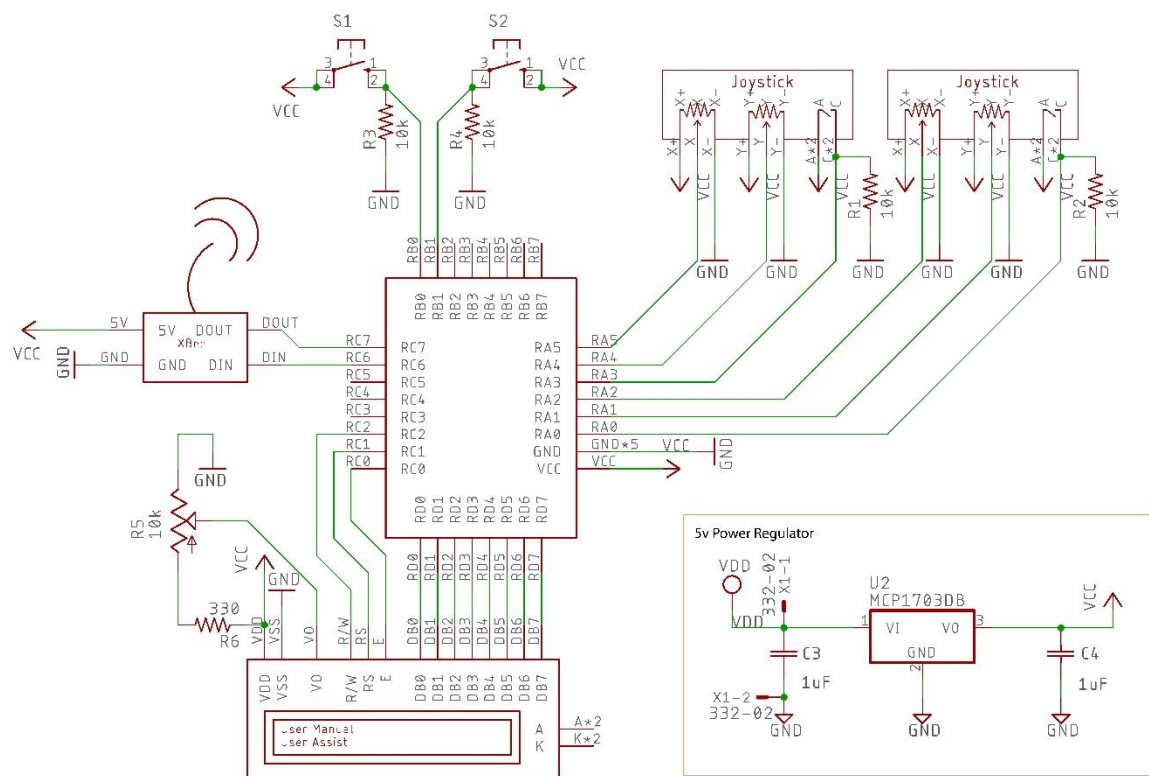 S1
S2
3 1
4 2
3 1
4 2
VCC
VCC
R3
10k
R4
10k
GND
GND
Joystick
Joystick
X+ X X- Y+ Y Y- A C
X+ X X- Y+ Y Y- A C
X+ X X- Y+ Y Y- A*2 C*2
X+ X X- Y+ Y Y- A*2 C*2
VCC VCC VCC
VCC VCC VCC
R1
10k
R2
10k
GND GND GND
GND GND GND
RB0 RB1 RB2 RB3 RB4 RB5 RB6 RB7
RB0 RB1 RB2 RB3 RB4 RB5 RB6 RB7
VCC
5V
5V DOUT
DOUT
GND
GND
GND DIN
DIN
RC7 RC7
RC6 RC6
RC5 RC5
RC4 RC4
RC3 RC3
RC2 RC2
RC1 RC1
RC0 RC0
RA5 RA5
RA4 RA4
RA3 RA3
RA2 RA2
RA1 RA1
RA0 RA0
GND GND*5 VCC
VCC VCC
GND
RD0 RD1 RD2 RD3 RD4 RD5 RD6 RD7
RD0 RD1 RD2 RD3 RD4 RD5 RD6 RD7
GND
R5
10k
VCC
GND
330
R6
VDD VSS VO R/W RS E DB0 DB1 DB2 DB3 DB4 DB5 DB6 DB7
VDD VSS VO R/W RS E DB0 DB1 DB2 DB3 DB4 DB5 DB6 DB7
User Manual
User Assist
A A*2
K K*2
5v Power Regulator
VDD
VDD
332-02
X1-1
U2
MCP1703DB
1 VI VO 3
GND
2
VCC
C3
1uF
C4
1uF
X1-2
332-02
GND
GND
GND